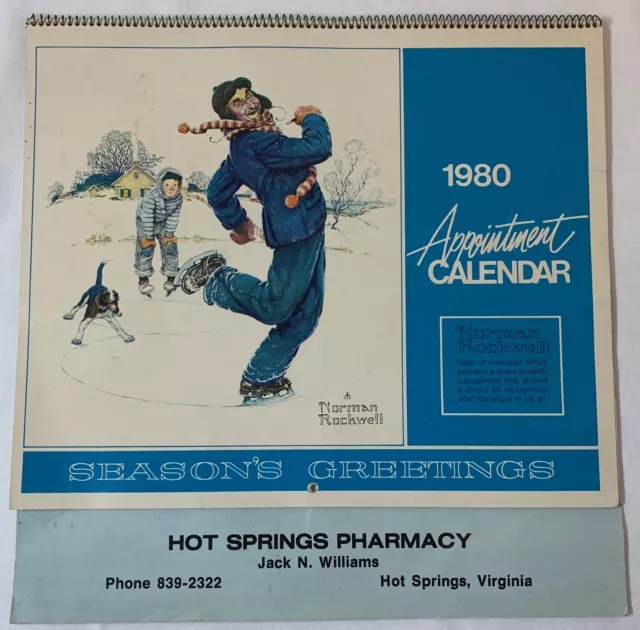 1980
Appointment
CALENDAR
Norman
Rockwell
Dean of American artists
portrays a down-to-earth
casualness that strikes
a chord of recognition
and nostalgia in us all
Norman
Rockwell
SEASON'S GREETINGS
HOT SPRINGS PHARMACY
Jack N. Williams
Phone 839-2322 Hot Springs, Virginia